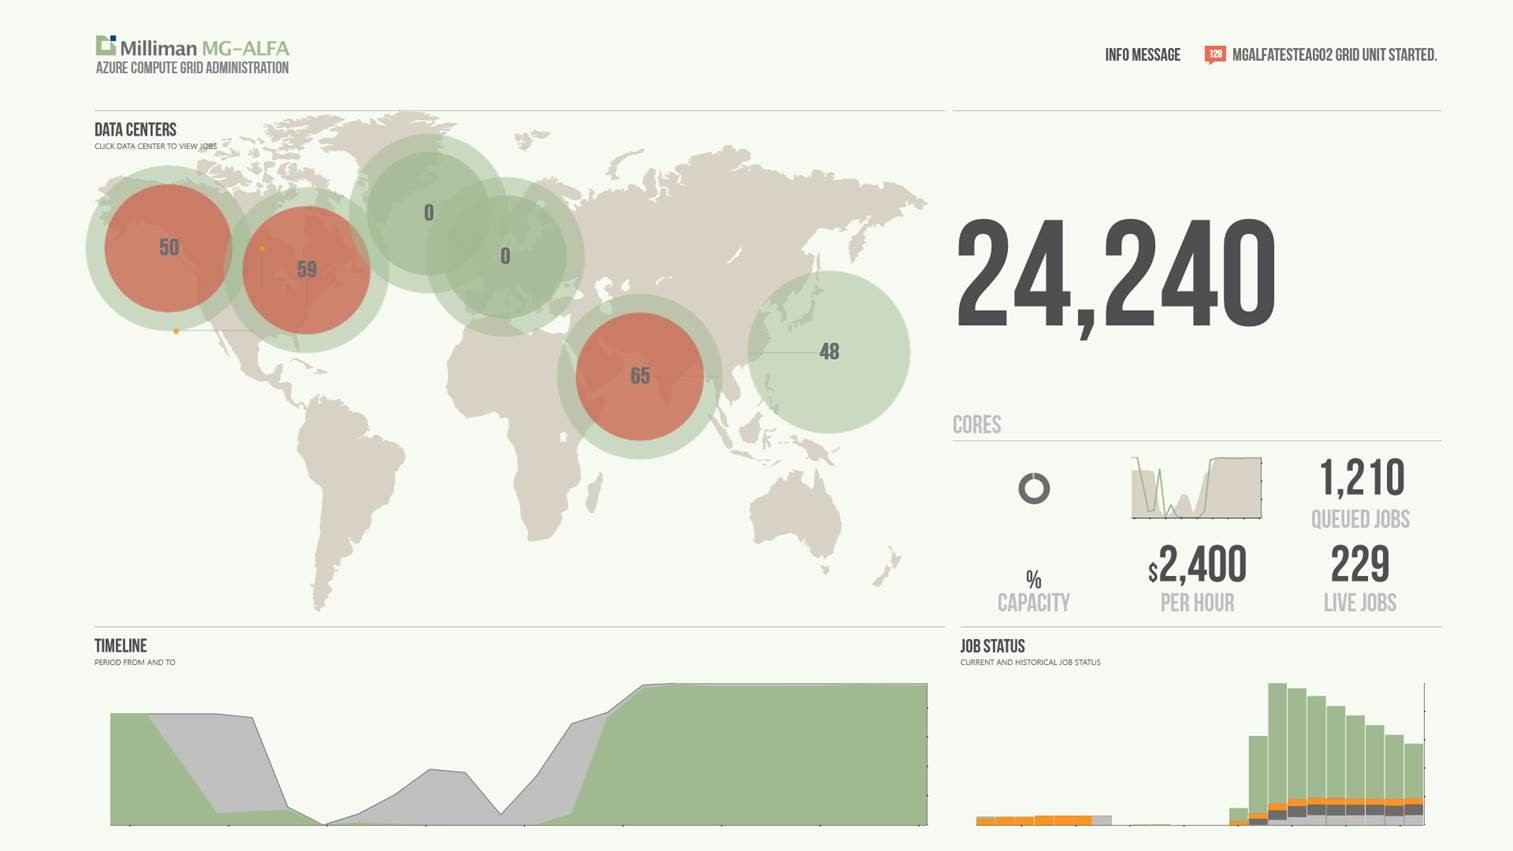 Milliman MG-ALFA
AZURE COMPUTE GRID ADMINISTRATION
INFO MESSAGE
128
MGALFATESTEAGO2 GRID UNIT STARTED.
DATA CENTERS
CLICK DATA CENTER TO VIEW JOBS
50
59
0
0
65
48
24,240
CORES
%
CAPACITY
$2,400
PER HOUR
1,210
QUEUED JOBS
229
LIVE JOBS
TIMELINE
PERIOD FROM AND TO
JOB STATUS
CURRENT AND HISTORICAL JOB STATUS